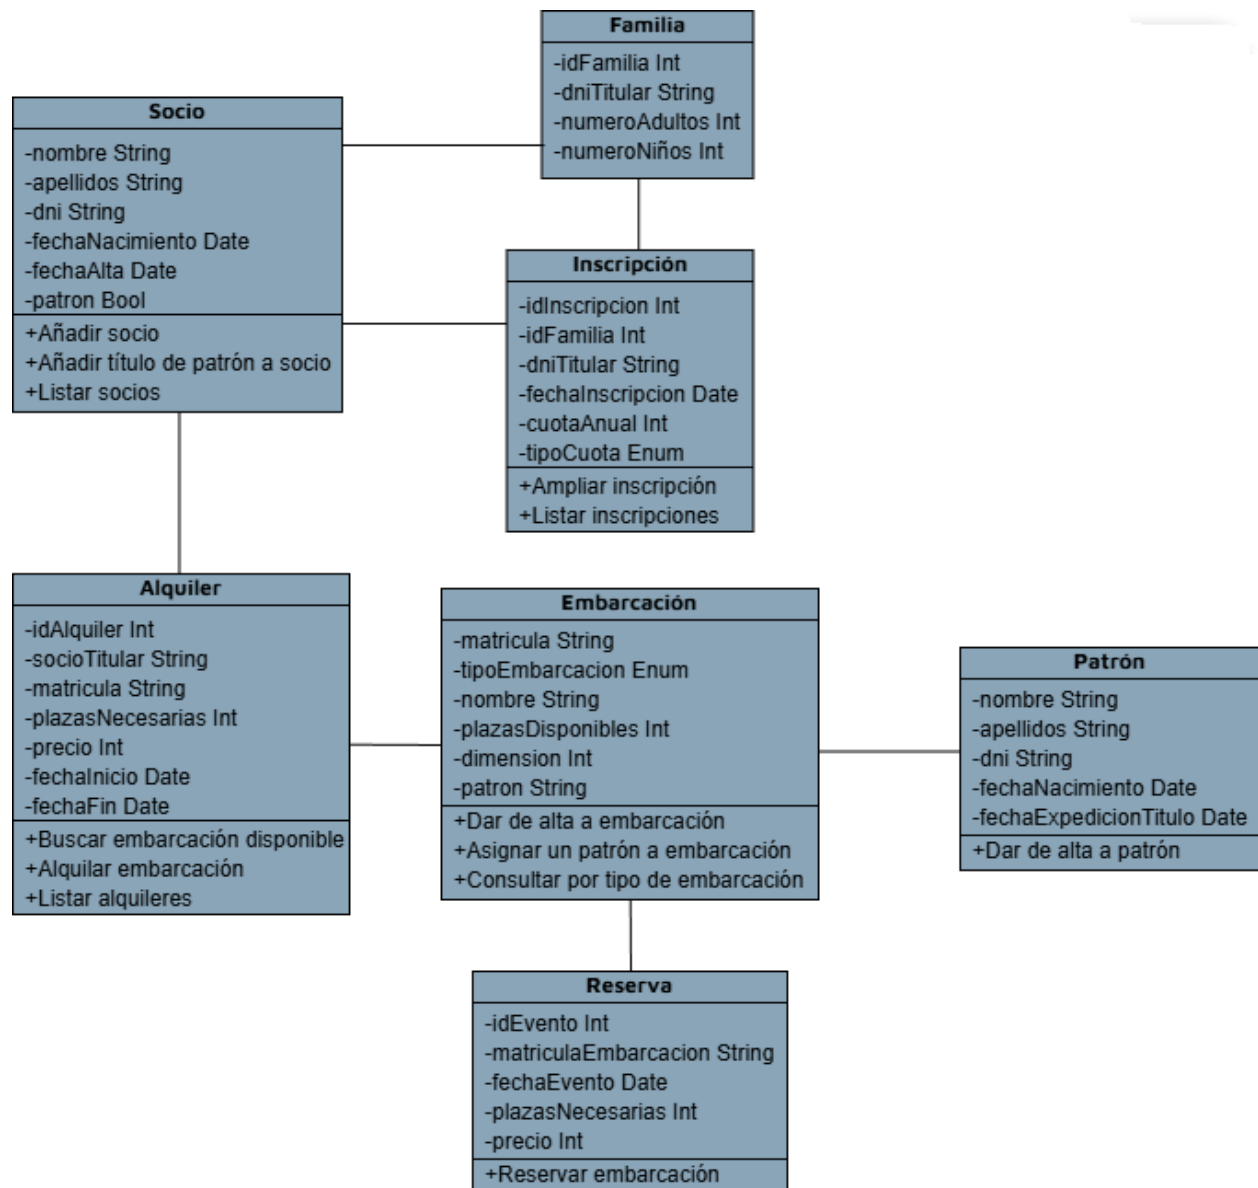 Familia
-idFamilia Int
-dniTitular String
-numeroAdultos Int
-numeroNiños Int
Socio
-nombre String
-apellidos String
-dni String
-fechaNacimiento Date
-fechaAlta Date
-patron Bool
+Añadir socio
+Añadir título de patrón a socio
+Listar socios
Inscripción
-idInscripcion Int
-idFamilia Int
-dniTitular String
-fechaInscripcion Date
-cuotaAnual Int
-tipoCuota Enum
+Ampliar inscripción
+Listar inscripciones
Alquiler
-idAlquiler Int
-socioTitular String
-matricula String
-plazasNecesarias Int
-precio Int
-fechaInicio Date
-fechaFin Date
+Buscar embarcación disponible
+Alquilar embarcación
+Listar alquileres
Embarcación
-matricula String
-tipoEmbarcacion Enum
-nombre String
-plazasDisponibles Int
-dimension Int
-patron String
+Dar de alta a embarcación
+Asignar un patrón a embarcación
+Consultar por tipo de embarcación
Patrón
-nombre String
-apellidos String
-dni String
-fechaNacimiento Date
-fechaExpedicionTitulo Date
+Dar de alta a patrón
Reserva
-idEvento Int
-matriculaEmbarcacion String
-fechaEvento Date
-plazasNecesarias Int
-precio Int
+Reservar embarcación